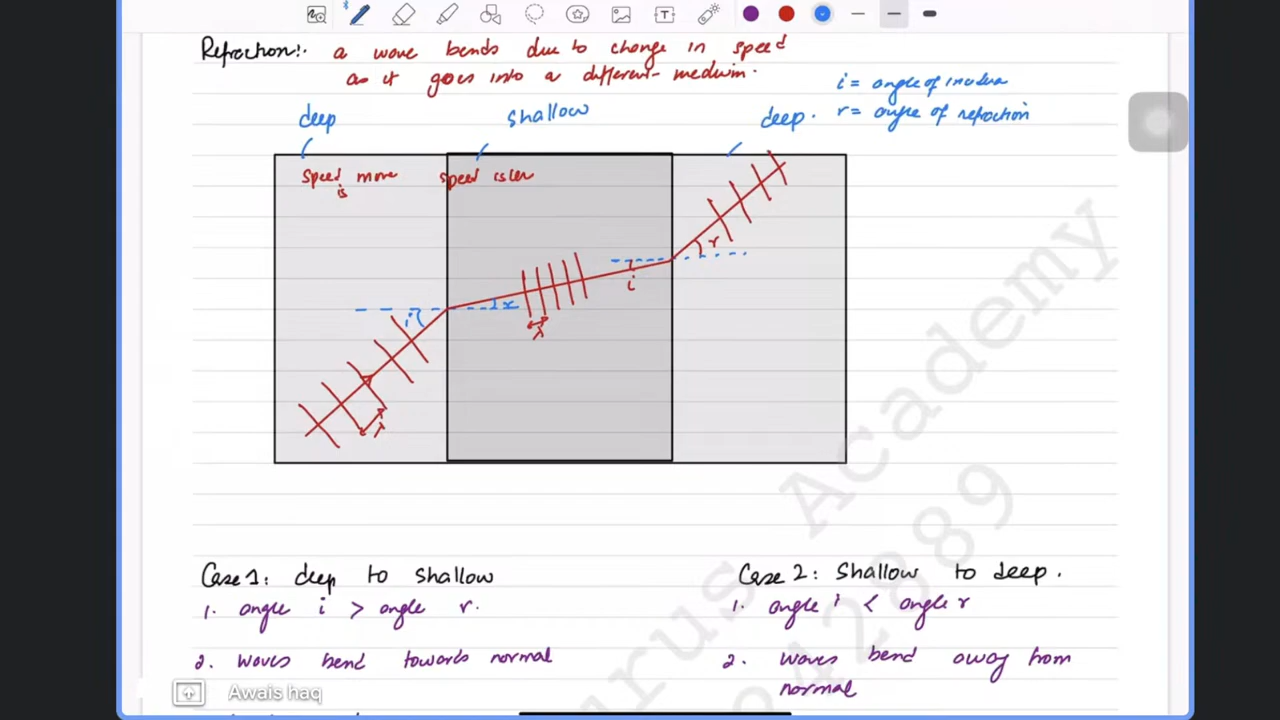 Refraction:- a wave bends due to change in speed
as it goes into a different medium.
i = angle of incidence
r = angle of refraction
deep
shallow
deep.
speed more
is
speed is less
r
i
i
r
λ
λ
Case 1: deep to shallow
1. angle i > angle r.
2. waves bend towards normal
Case 2: Shallow to deep.
1. angle i < angle r
2. waves bend away from
normal
Awais haq
Academy
842889